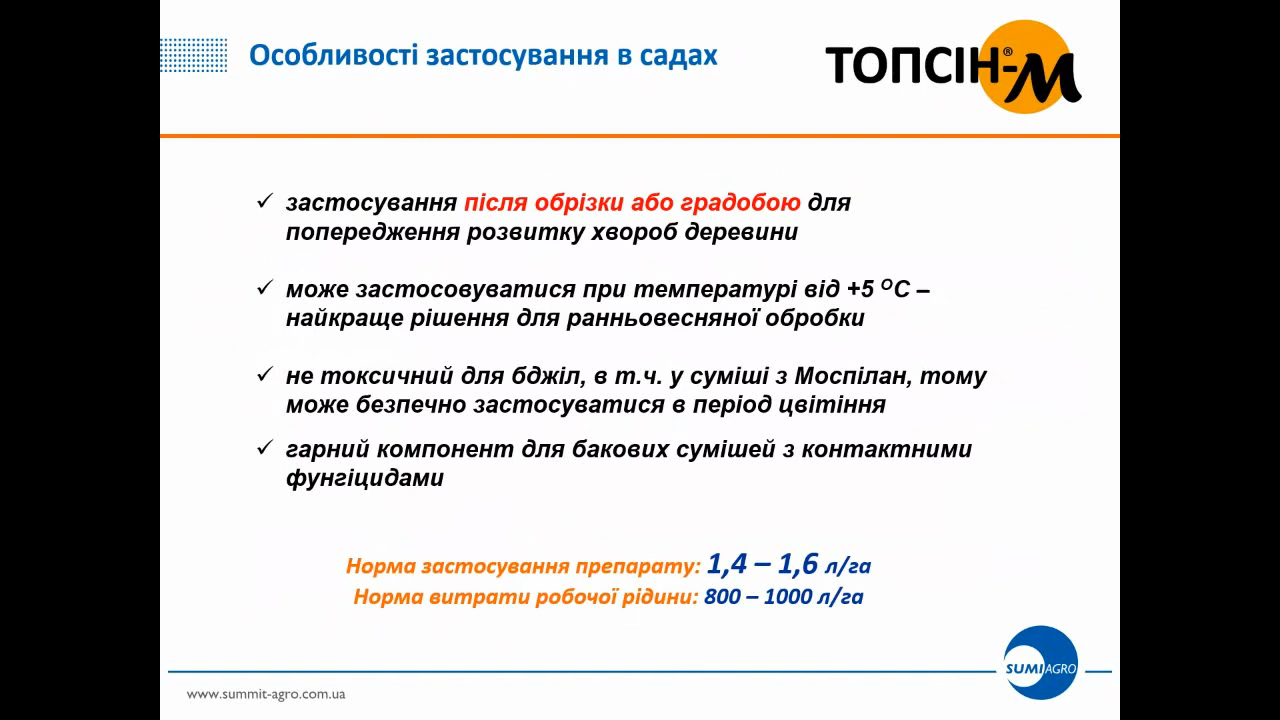 Особливості застосування в садах
ТОПСІН®-М
✓ застосування після обрізки або градобою для
попередження розвитку хвороб деревини
✓ може застосовуватися при температурі від +5 ᴼС –
найкраще рішення для ранньовесняної обробки
✓ не токсичний для бджіл, в т.ч. у суміші з Моспілан, тому
може безпечно застосуватися в період цвітіння
✓ гарний компонент для бакових сумішей з контактними
фунгіцидами
Норма застосування препарату: 1,4 – 1,6 л/га
Норма витрати робочої рідини: 800 – 1000 л/га
SUMI AGRO
www.summit-agro.com.ua